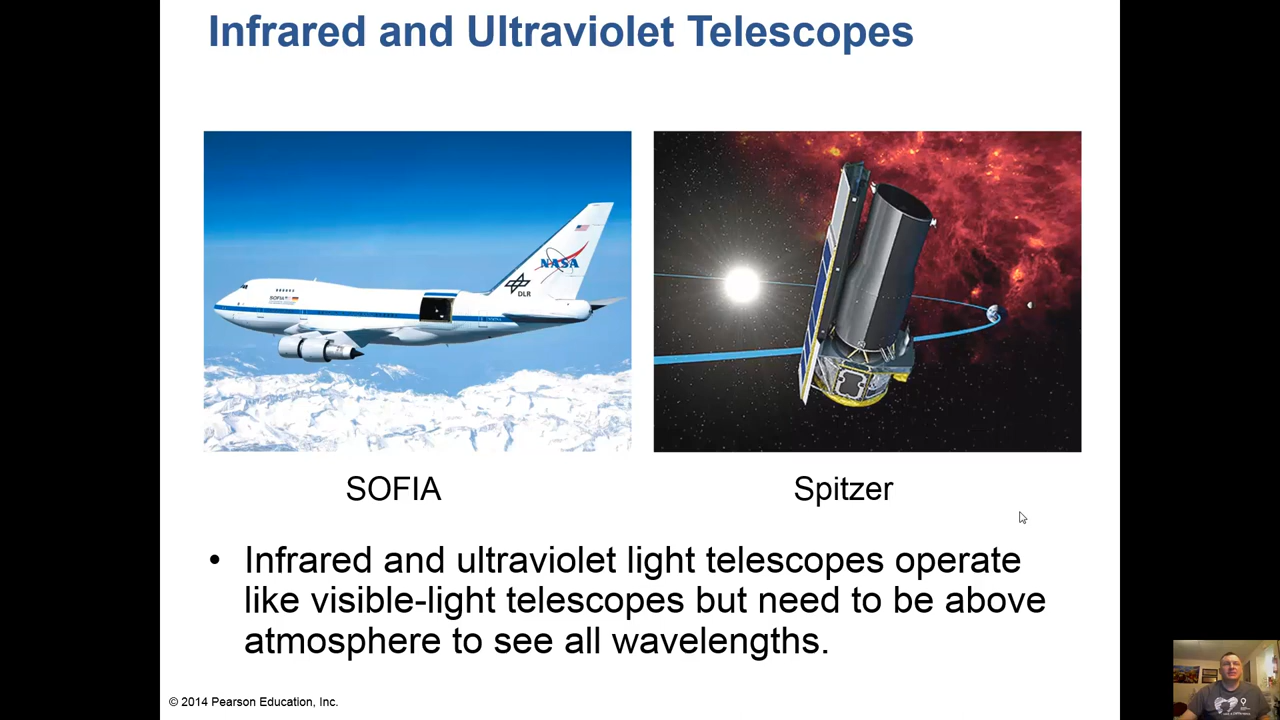 Infrared and Ultraviolet Telescopes
NASA
DLR
SOFIA
SOFIA
Spitzer
• Infrared and ultraviolet light telescopes operate
like visible-light telescopes but need to be above
atmosphere to see all wavelengths.
© 2014 Pearson Education, Inc.